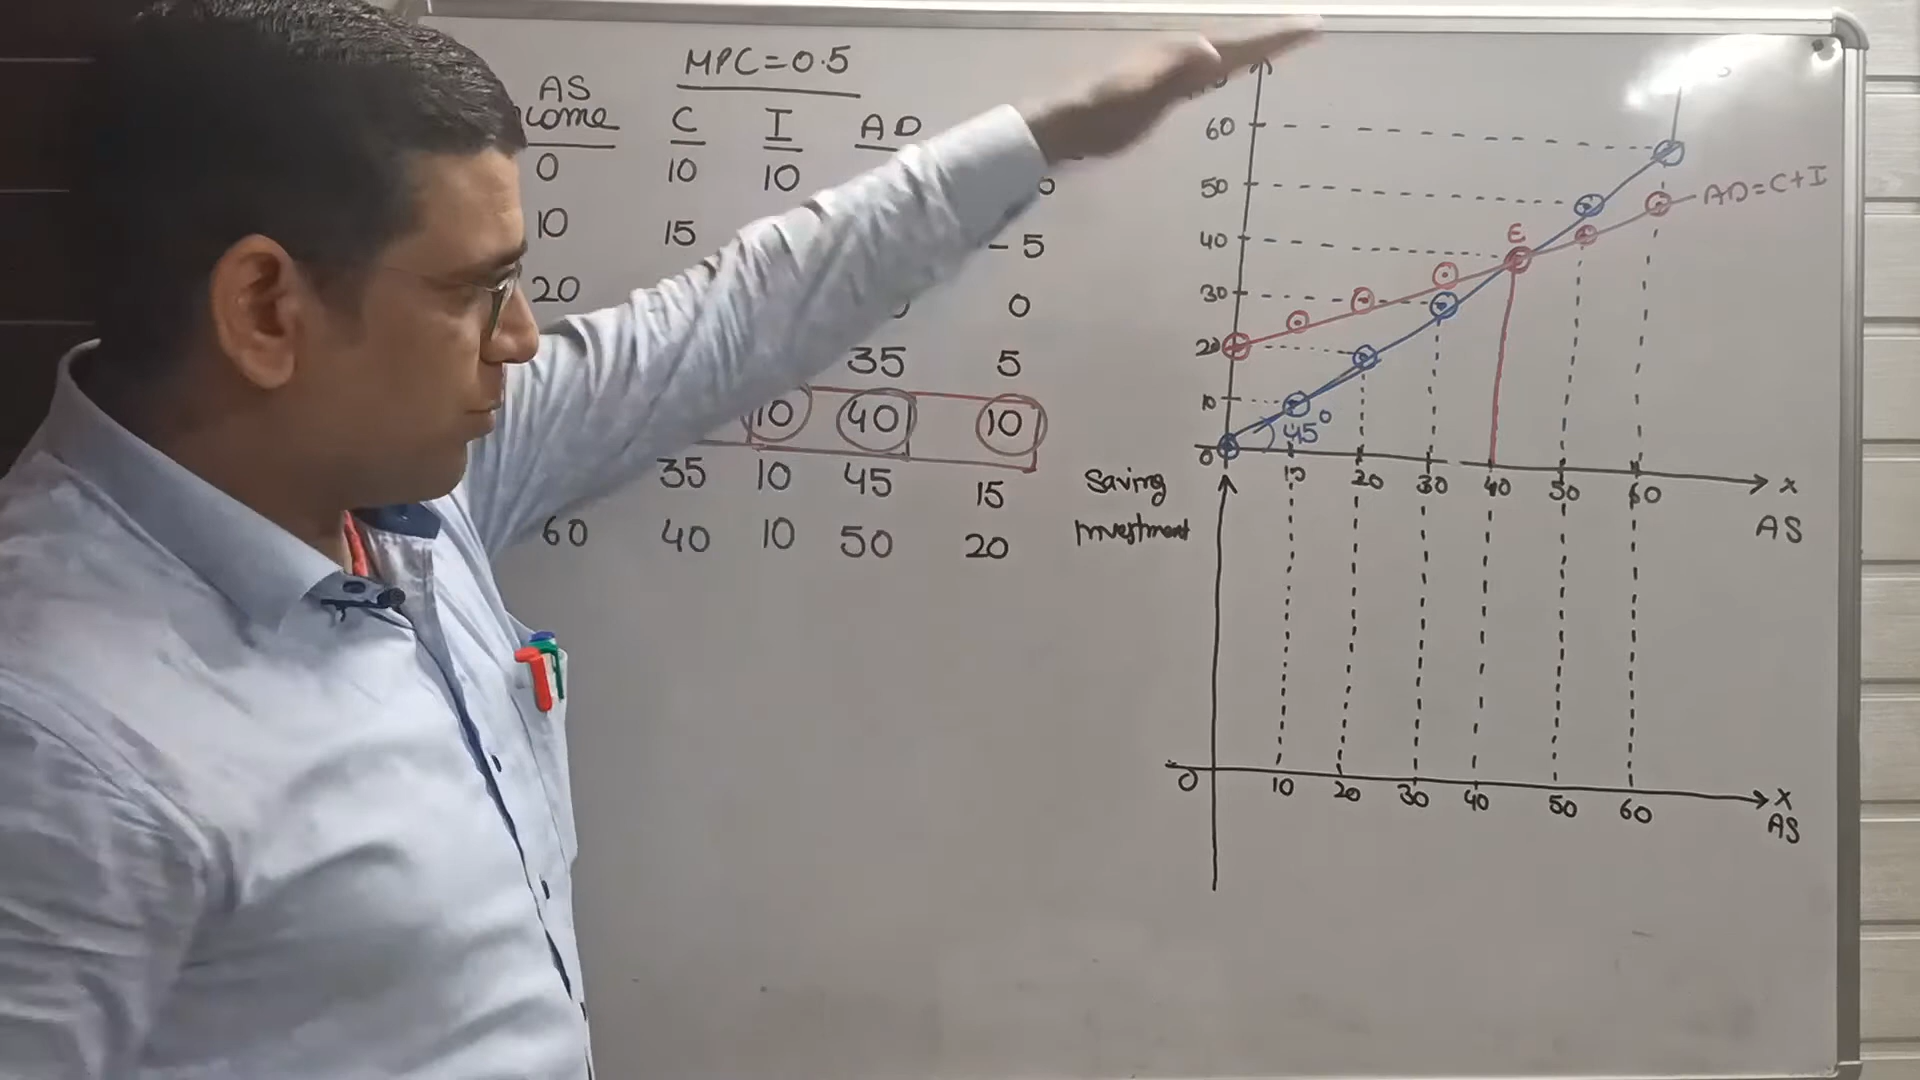 MPC=0.5
AS
C I AD
come
0 10 10
10 15 -5
20 0
35 5
10 40 10
35 10 45 15
60 40 10 50 20
60
50
40
30
20
10
0
E
AD=C+I
45°
10 20 30 40 50 60 x
AS
Saving
Investment
0 10 20 30 40 50 60 x
AS